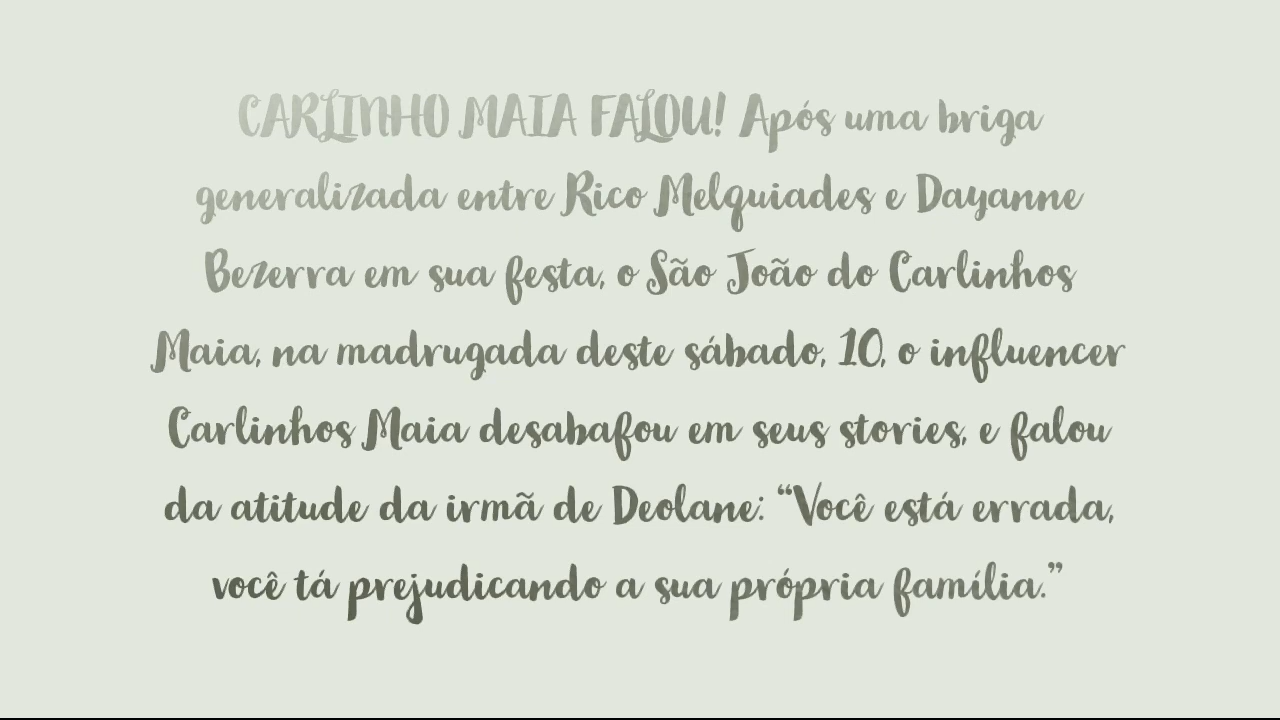 CARLINHO MAIA FALOU! Após uma briga
generalizada entre Rico Melquiades e Dayanne
Bezerra em sua festa, o São João do Carlinhos
Maia, na madrugada deste sábado, 10, o influencer
Carlinhos Maia desabafou em seus stories, e falou
da atitude da irmã de Deolane: “Você está errada,
você tá prejudicando a sua própria família.”